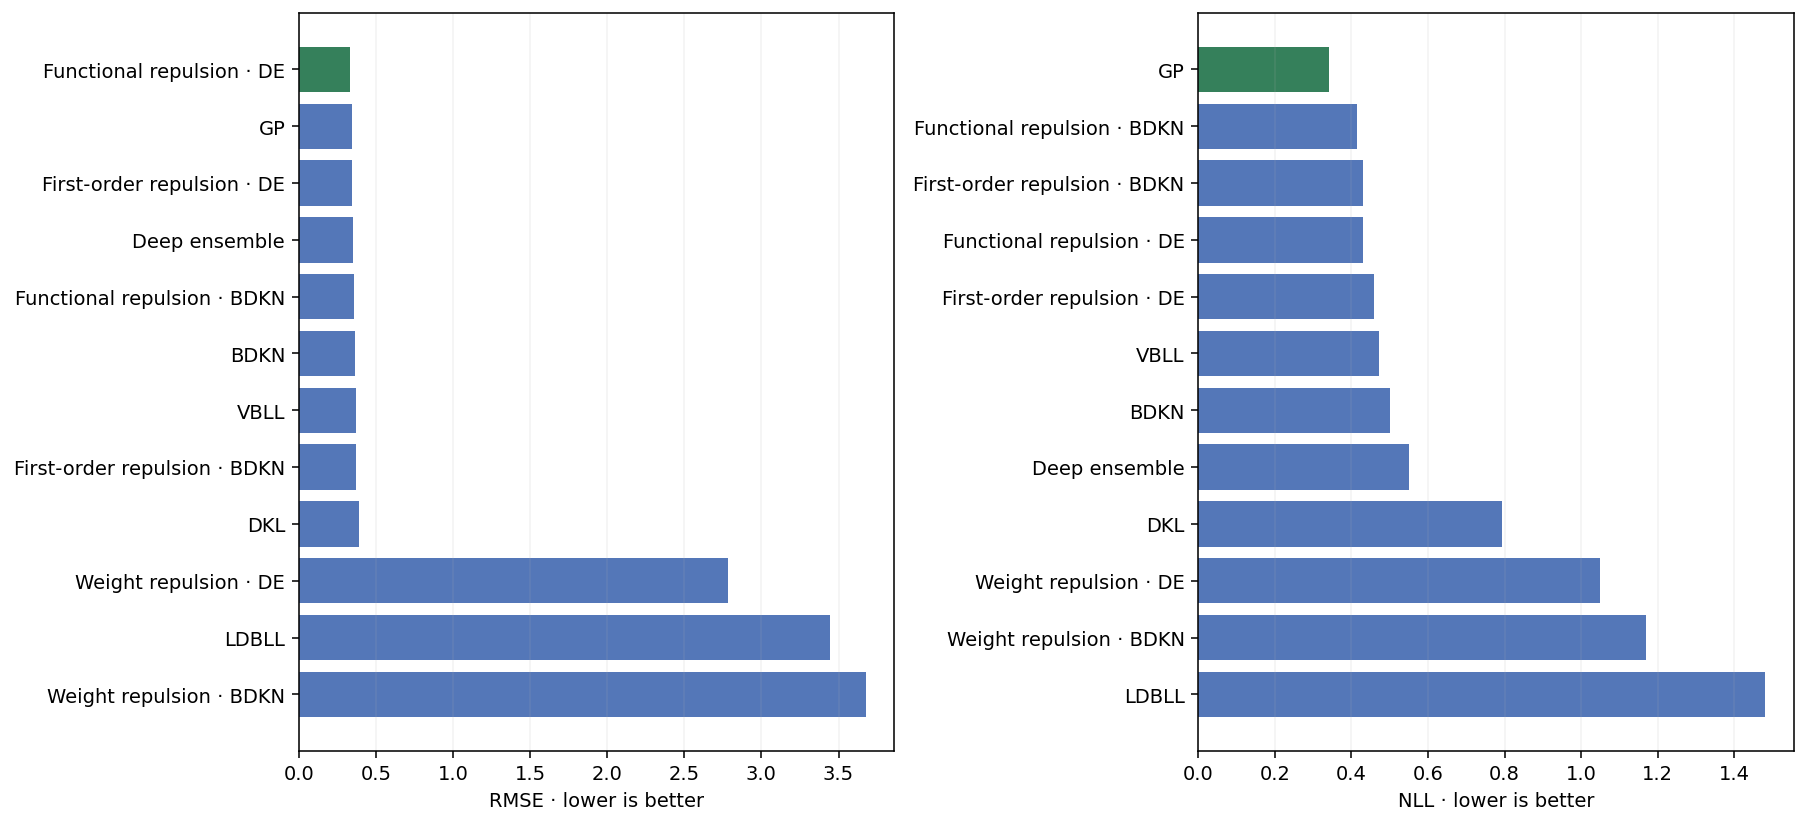 Functional repulsion · DE
GP
First-order repulsion · DE
Deep ensemble
Functional repulsion · BDKN
BDKN
VBLL
First-order repulsion · BDKN
DKL
Weight repulsion · DE
LDBLL
Weight repulsion · BDKN
0.0 0.5 1.0 1.5 2.0 2.5 3.0 3.5
RMSE · lower is better
GP
Functional repulsion · BDKN
First-order repulsion · BDKN
Functional repulsion · DE
First-order repulsion · DE
VBLL
BDKN
Deep ensemble
DKL
Weight repulsion · DE
Weight repulsion · BDKN
LDBLL
0.0 0.2 0.4 0.6 0.8 1.0 1.2 1.4
NLL · lower is better